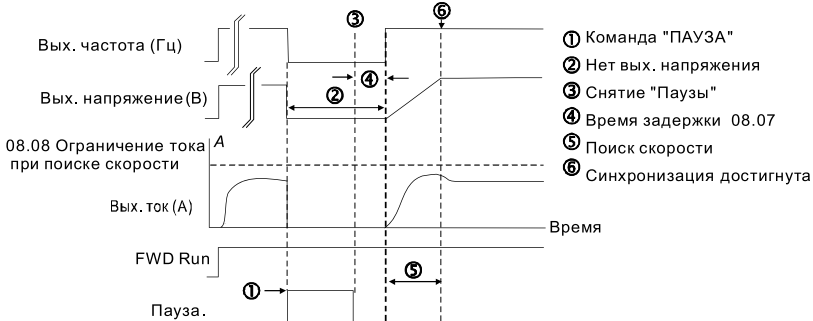 ③
⑥
Вых. частота (Гц)
④
②
Вых. напряжение (В)
08.08 Ограничение тока
при поиске скорости
A
Вых. ток (А)
Время
FWD Run
⑤
①
Пауза.
① Команда "ПАУЗА"
② Нет вых. напряжения
③ Снятие "Паузы"
④ Время задержки 08.07
⑤ Поиск скорости
⑥ Синхронизация достигнута